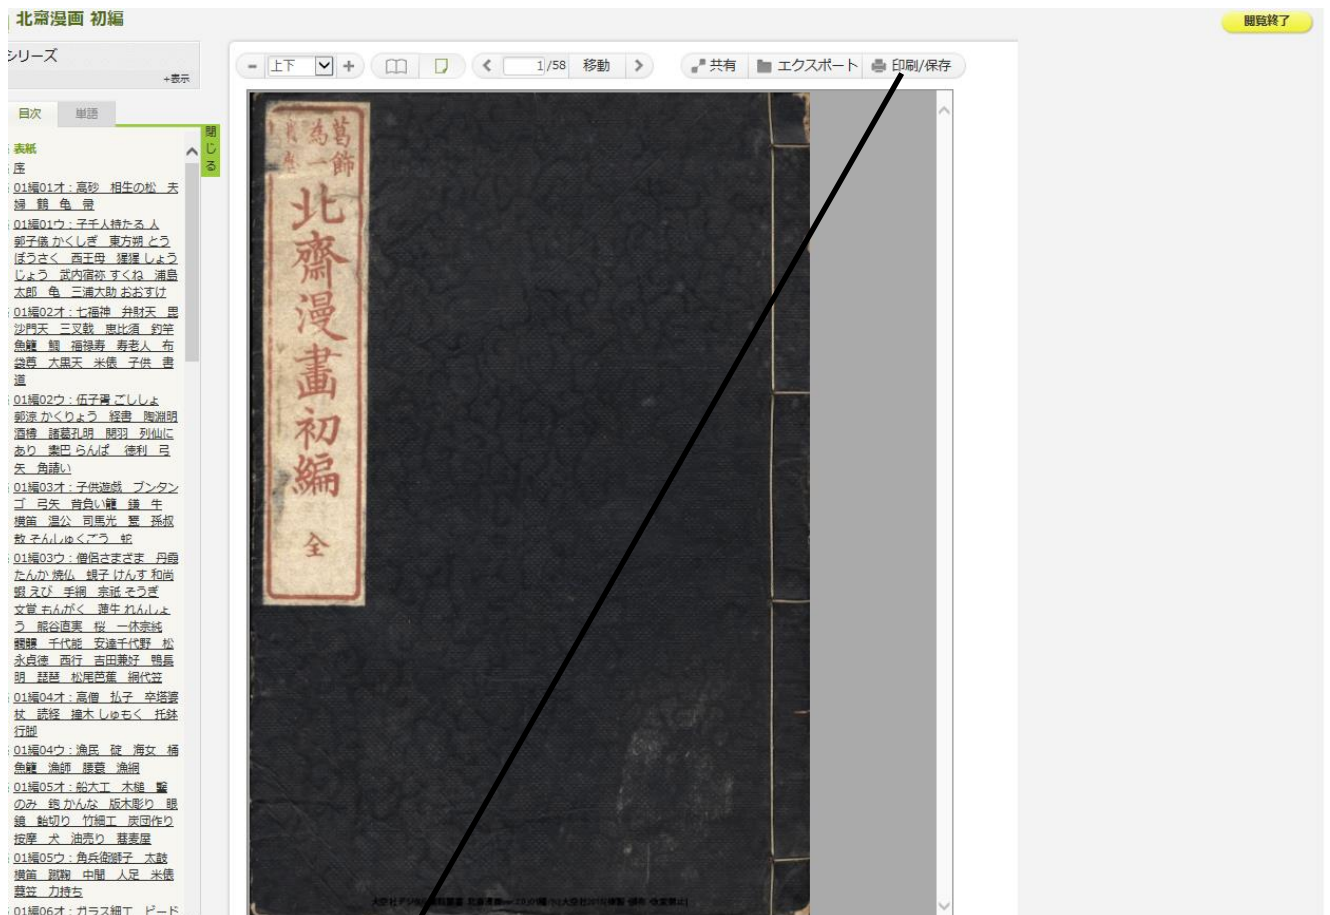 北齋漫画 初編
閲覧終了
シリーズ
+表示
目次
単語
閉じる
上下
1/58
移動
共有
エクスポート
印刷/保存
表紙
序
01編01オ：高砂 相生の松 夫
婦 鶴 亀 帚
01編01ウ：子千人持たる 人
郭子儀 かくしぎ 東方朔 とう
ぼうさく 西王母 猩猩 しょう
じょう 武内宿祢 すくね 浦島
太郎 亀 三浦大助 おおすけ
01編02オ：七福神 弁財天 毘
沙門天 三叉戟 恵比須 釣竿
魚籠 鯛 福禄寿 寿老人 布
袋尊 大黒天 米俵 子供 書
道
01編02ウ：伍子胥 ごししょ
郭涼 かくりょう 経書 陶淵明
酒樽 諸葛孔明 関羽 列仙に
あり 欒巴 らんぱ 徳利 弓
矢 角請い
01編03オ：子供遊戯 ブンタン
ゴ 弓矢 背負い籠 鎌 牛
横笛 温公 司馬光 甕 孫叔
敖 そんしゅくごう 蛇
01編03ウ：僧侶さまざま 丹霞
たんか 焼仏 蜆子 けんす 和尚
蝦 えび 手網 宗祇 そうぎ
文覚 もんがく 蓮生 れんしょ
う 熊谷直実 桜 一休宗純
髑髏 千代能 安達千代野 松
永貞徳 西行 吉田兼好 鴨長
明 琵琶 松尾芭蕉 網代笠
01編04オ：高僧 払子 卒塔婆
杖 読経 撞木 しゅもく 托鉢
行脚
01編04ウ：漁民 碇 海女 桶
魚籠 漁師 腰蓑 漁網
01編05オ：船大工 木槌 鑿
のみ 鉋 かんな 版木彫り 眼
鏡 飴切り 竹細工 炭団作り
按摩 犬 油売り 蕎麦屋
01編05ウ：角兵衛獅子 太鼓
横笛 蹴鞠 中間 人足 米俵
蓑笠 力持ち
01編06オ：ガラス細工 ビード
葛飾
為一
北齋漫畫初編
全